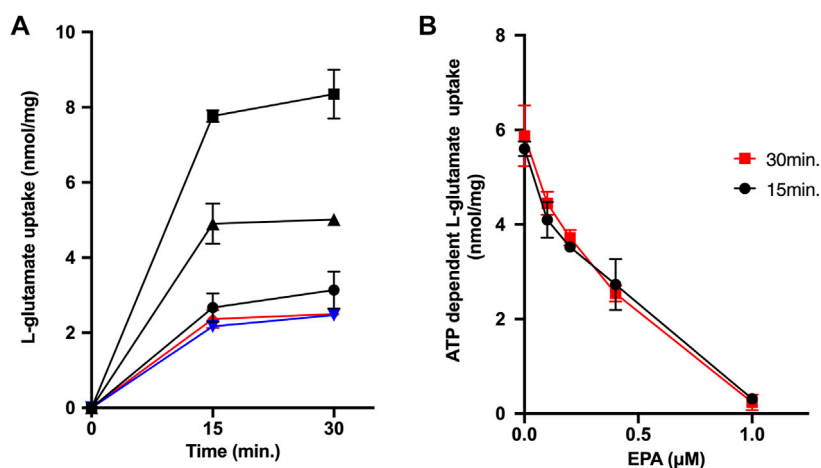 A
L-glutamate uptake (nmol/mg)
10
8
6
4
2
0
0 15 30
Time (min.)
B
ATP dependent L-glutamate uptake
(nmol/mg)
8
6
4
2
0
0.0 0.5 1.0
EPA (μM)
30min.
15min.